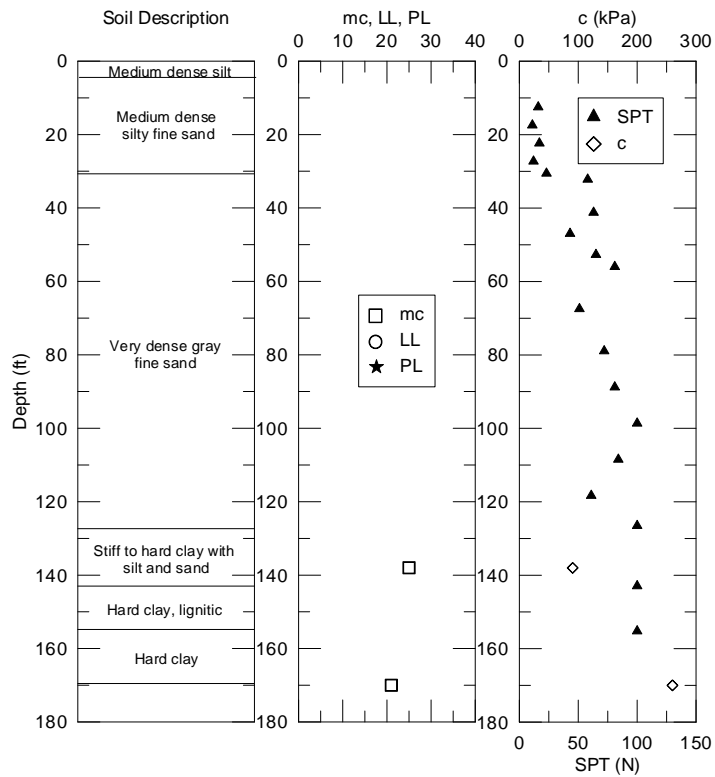 Soil Description
mc, LL, PL
c (kPa)
0 10 20 30 40
0 100 200 300
Depth (ft)
0
20
40
60
80
100
120
140
160
180
Medium dense silt
Medium dense
silty fine sand
Very dense gray
fine sand
Stiff to hard clay with
silt and sand
Hard clay, lignitic
Hard clay
0
20
40
60
80
100
120
140
160
180
mc
LL
PL
0
20
40
60
80
100
120
140
160
180
SPT
c
0 50 100 150
SPT (N)